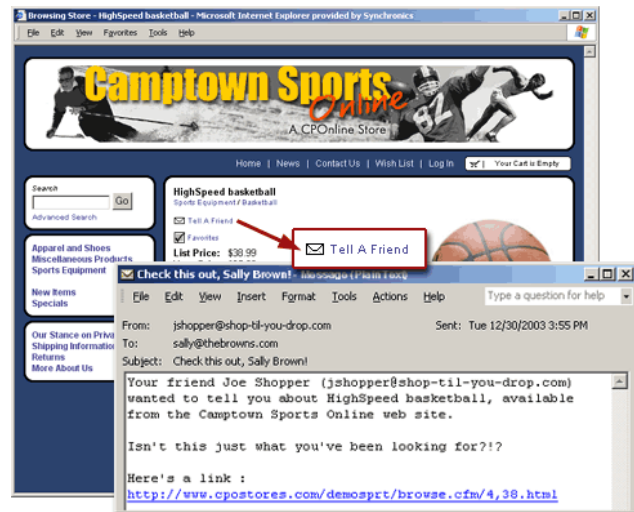 Browsing Store - HighSpeed basketball - Microsoft Internet Explorer provided by Synchronics
File Edit View Favorites Tools Help
Camptown Sports
Online
A CPOnline Store
82
Home | News | Contact Us | Wish List | Log In | Your Cart is Empty
Search
Go
Advanced Search
Apparel and Shoes
Miscellaneous Products
Sports Equipment
New Items
Specials
Our Stance on Priva
Shipping Informatio
Returns
More About Us
HighSpeed basketball
Sports Equipment / Basketball
Tell A Friend
Favorites
List Price: $38.99
Tell A Friend
Check this out, Sally Brown! - Message (Plain Text)
File Edit View Insert Format Tools Actions Help Type a question for help
From: jshopper@shop-til-you-drop.com Sent: Tue 12/30/2003 3:55 PM
To: sally@thebrowns.com
Subject: Check this out, Sally Brown!
Your friend Joe Shopper (jshopper@shop-til-you-drop.com)
wanted to tell you about HighSpeed basketball, available
from the Camptown Sports Online web site.
Isn't this just what you've been looking for?!?
Here's a link :
http://www.cpostores.com/demosprt/browse.cfm/4,38.html